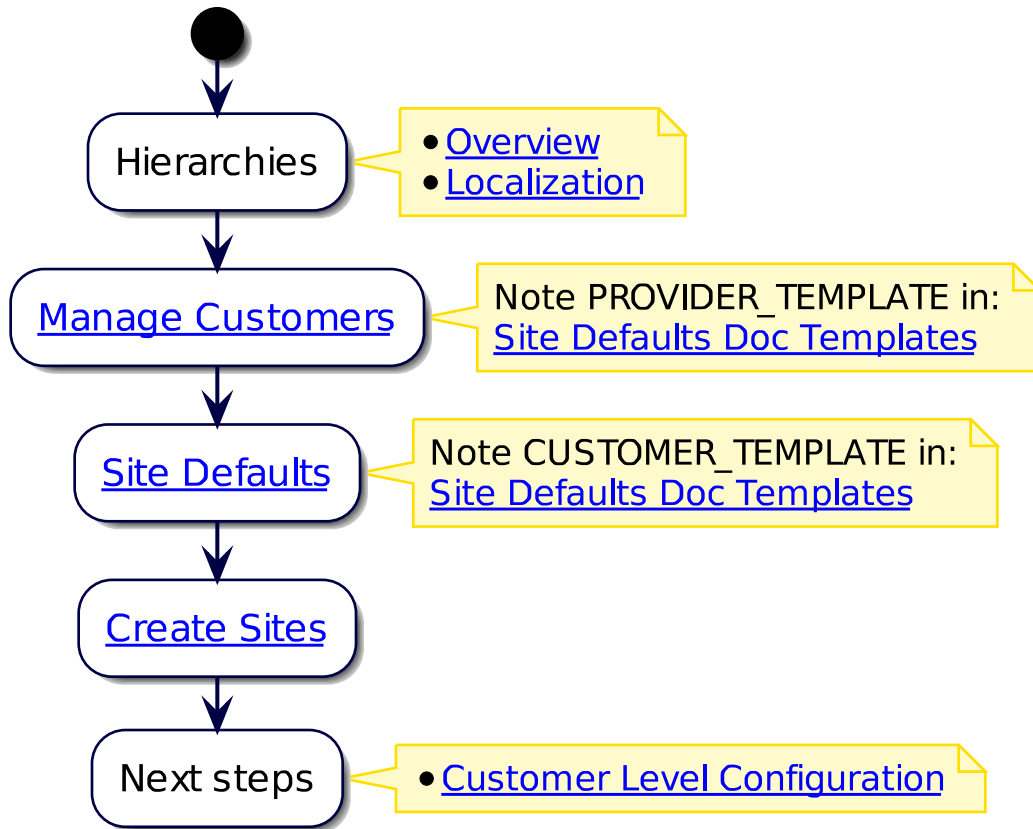 Hierarchies
• Overview
• Localization
Manage Customers
Note PROVIDER_TEMPLATE in:
Site Defaults Doc Templates
Site Defaults
Note CUSTOMER_TEMPLATE in:
Site Defaults Doc Templates
Create Sites
Next steps
• Customer Level Configuration